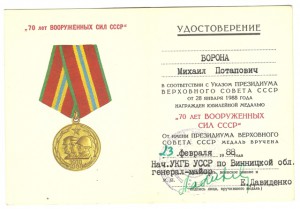 "70 ЛЕТ ВООРУЖЕННЫХ СИЛ СССР"
УДОСТОВЕРЕНИЕ
ВОРОНА
Михаил Потапович
В СООТВЕТСТВИИ С УКАЗОМ ПРЕЗИДИУМА
ВЕРХОВНОГО СОВЕТА СССР
ОТ 28 ЯНВАРЯ 1988 ГОДА
НАГРАЖДЕН ЮБИЛЕЙНОЙ МЕДАЛЬЮ
"70 ЛЕТ ВООРУЖЕННЫХ
СИЛ СССР"
ОТ ИМЕНИ ПРЕЗИДИУМА ВЕРХОВНОГО
СОВЕТА СССР МЕДАЛЬ ВРУЧЕНА
23 февраля 88 г.
Нач.УКГБ УССР по Винницкой обл.
генерал-майор
К.Давиденко